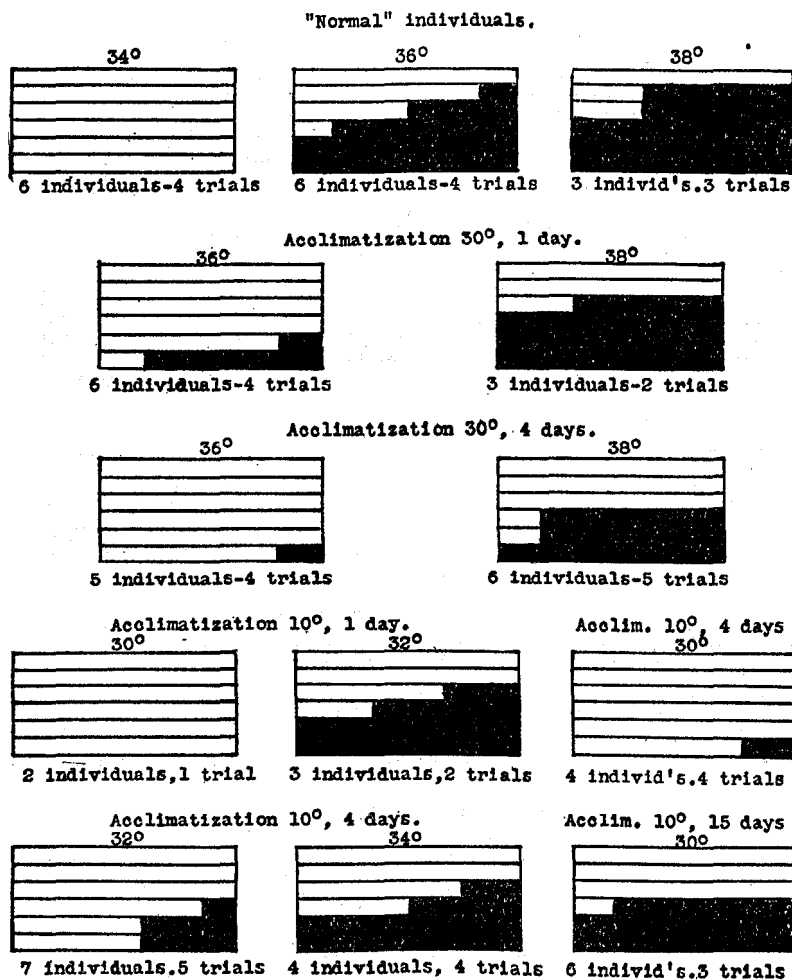 "Normal" individuals.
34° 36° 38°
6 individuals-4 trials 6 individuals-4 trials 3 individ's.3 trials
Acclimatization 30°, 1 day.
36° 38°
6 individuals-4 trials 3 individuals-2 trials
Acclimatization 30°, 4 days.
36° 38°
5 individuals-4 trials 6 individuals-5 trials
Acclimatization 10°, 1 day. Acclim. 10°, 4 days
30° 32° 30°
2 individuals,1 trial 3 individuals,2 trials 4 individ's.4 trials
Acclimatization 10°, 4 days. Acclim. 10°, 15 days
32° 34° 30°
7 individuals.5 trials 4 individuals, 4 trials 6 individ's.3 trials